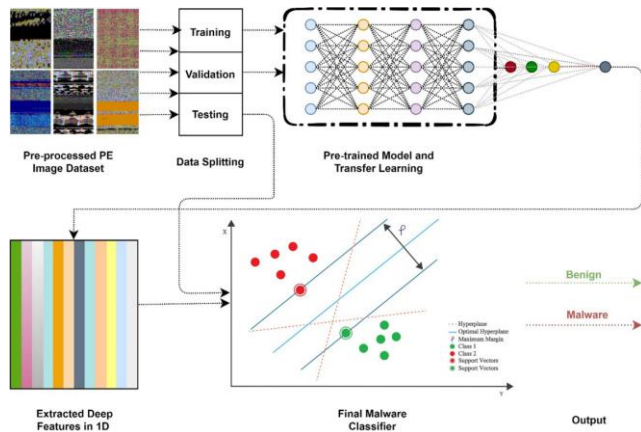 Training
Validation
Testing
Pre-processed PE
Image Dataset
Data Splitting
Pre-trained Model and
Transfer Learning
X
Y
Hyperplane
Optimal Hyperplane
Maximum Margin
Class 1
Class 2
Support Vectors
Support Vectors
Benign
Malware
Extracted Deep
Features in 1D
Final Malware
Classifier
Output